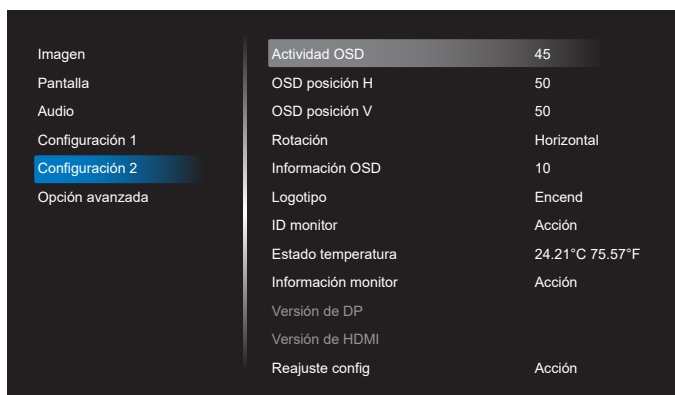 Imagen
Pantalla
Audio
Configuración 1
Configuración 2
Opción avanzada
Actividad OSD 45
OSD posición H 50
OSD posición V 50
Rotación Horizontal
Información OSD 10
Logotipo Encend
ID monitor Acción
Estado temperatura 24.21°C 75.57°F
Información monitor Acción
Versión de DP
Versión de HDMI
Reajuste config Acción